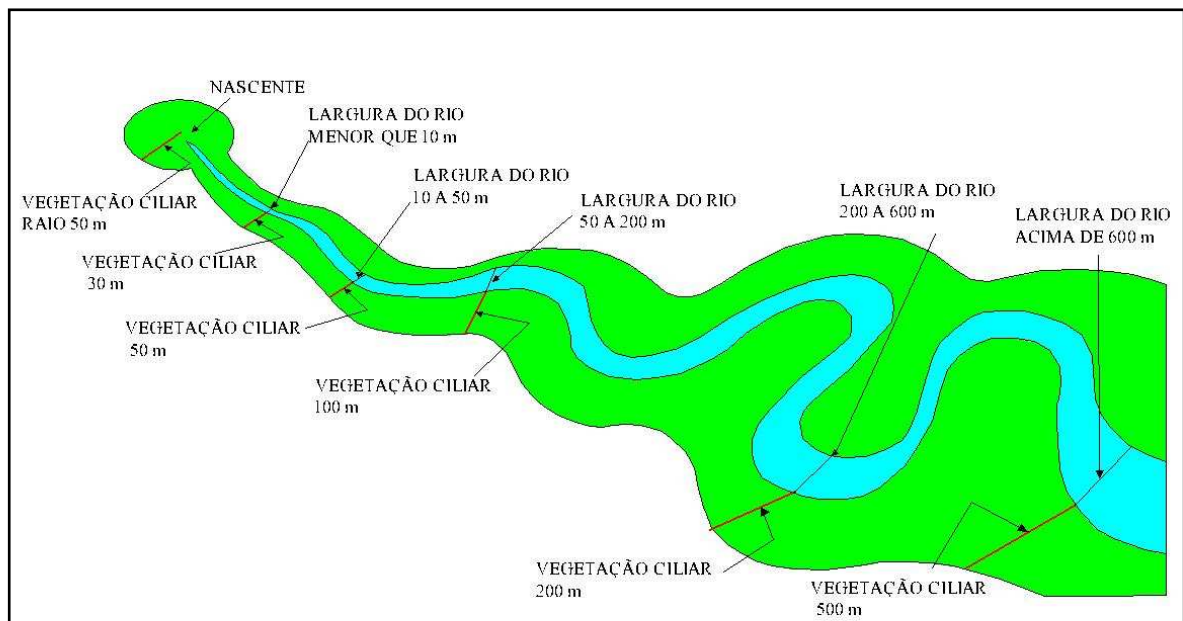 NASCENTE
LARGURA DO RIO
MENOR QUE 10 m
LARGURA DO RIO
10 A 50 m
LARGURA DO RIO
50 A 200 m
LARGURA DO RIO
200 A 600 m
LARGURA DO RIO
ACIMA DE 600 m
VEGETAÇÃO CILIAR
RAIO 50 m
VEGETAÇÃO CILIAR
30 m
VEGETAÇÃO CILIAR
50 m
VEGETAÇÃO CILIAR
100 m
VEGETAÇÃO CILIAR
200 m
VEGETAÇÃO CILIAR
500 m